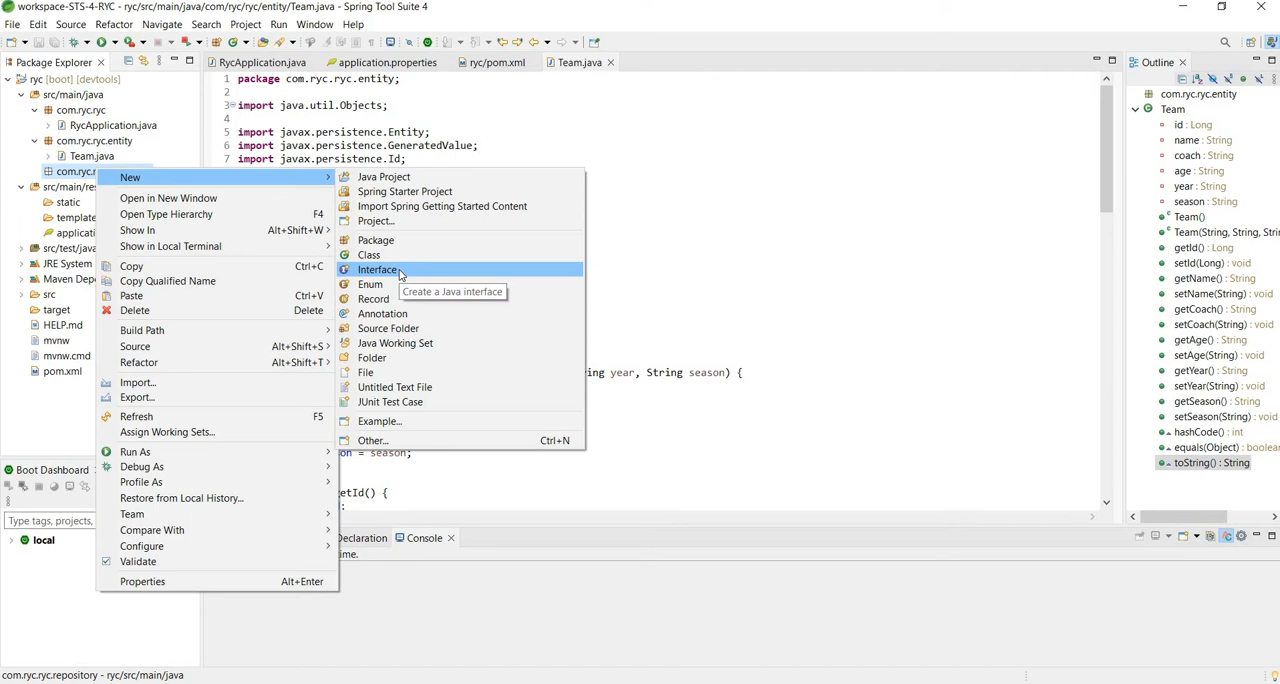 workspace-STS-4-RYC - ryc/src/main/java/com/ryc/ryc/entity/Team.java - Spring Tool Suite 4
File Edit Source Refactor Navigate Search Project Run Window Help
Package Explorer
RycApplication.java
application.properties
ryc/pom.xml
Team.java
Outline
ryc [boot] [devtools]
src/main/java
com.ryc.ryc
RycApplication.java
com.ryc.ryc.entity
Team.java
com.ryc.r
src/main/res
static
template
applicatio
src/test/java
JRE System
Maven Depe
src
target
HELP.md
mvnw
mvnw.cmd
pom.xml
1 package com.ryc.ryc.entity;
2
3 import java.util.Objects;
4
5 import javax.persistence.Entity;
6 import javax.persistence.GeneratedValue;
7 import javax.persistence.Id;
ing year, String season) {
on = season;
getId() {
New
Open in New Window
Open Type Hierarchy F4
Show In Alt+Shift+W
Show in Local Terminal
Copy Ctrl+C
Copy Qualified Name
Paste Ctrl+V
Delete Delete
Build Path
Source Alt+Shift+S
Refactor Alt+Shift+T
Import...
Export...
Refresh F5
Assign Working Sets...
Run As
Debug As
Profile As
Restore from Local History...
Team
Compare With
Configure
Validate
Properties Alt+Enter
Java Project
Spring Starter Project
Import Spring Getting Started Content
Project...
Package
Class
Interface
Create a Java interface
Enum
Record
Annotation
Source Folder
Java Working Set
Folder
File
Untitled Text File
JUnit Test Case
Example...
Other... Ctrl+N
com.ryc.ryc.entity
Team
id : Long
name : String
coach : String
age : String
year : String
season : String
Team()
Team(String, String, Stri
getId() : Long
setId(Long) : void
getName() : String
setName(String) : void
getCoach() : String
setCoach(String) : void
getAge() : String
setAge(String) : void
getYear() : String
setYear(String) : void
getSeason() : String
setSeason(String) : void
hashCode() : int
equals(Object) : boolean
toString() : String
Boot Dashboard
Type tags, projects,
local
Declaration
Console
ime.
com.ryc.ryc.repository - ryc/src/main/java